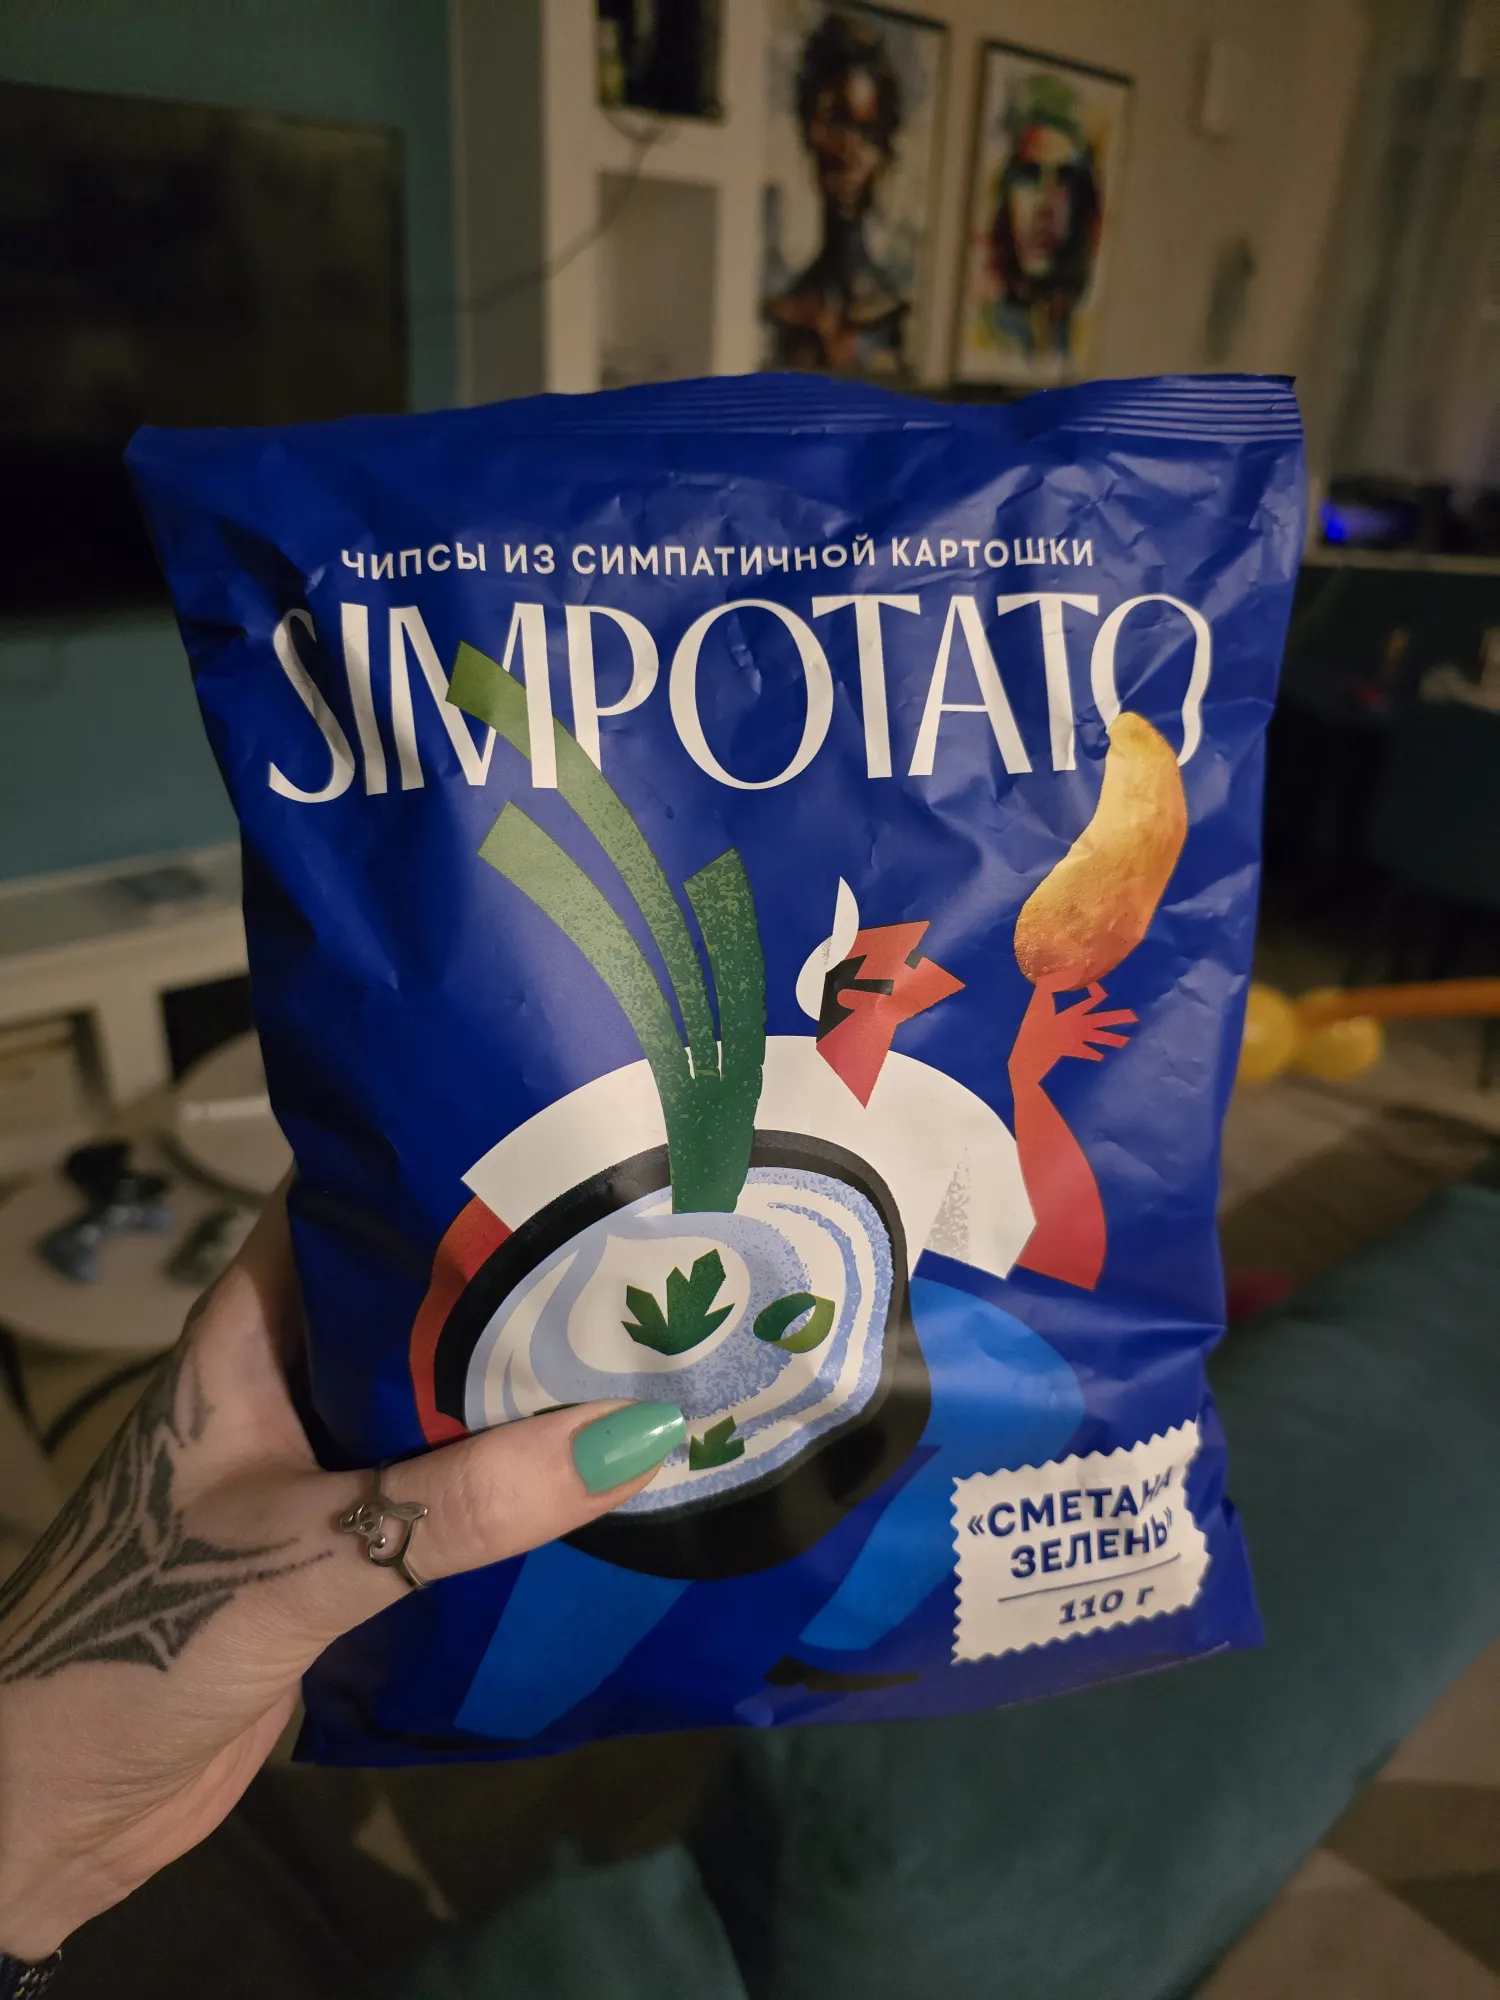 ЧИПСЫ ИЗ СИМПАТИЧНОЙ КАРТОШКИ
SIMPOTATO
«СМЕТАНА
ЗЕЛЕНЬ»
110 г